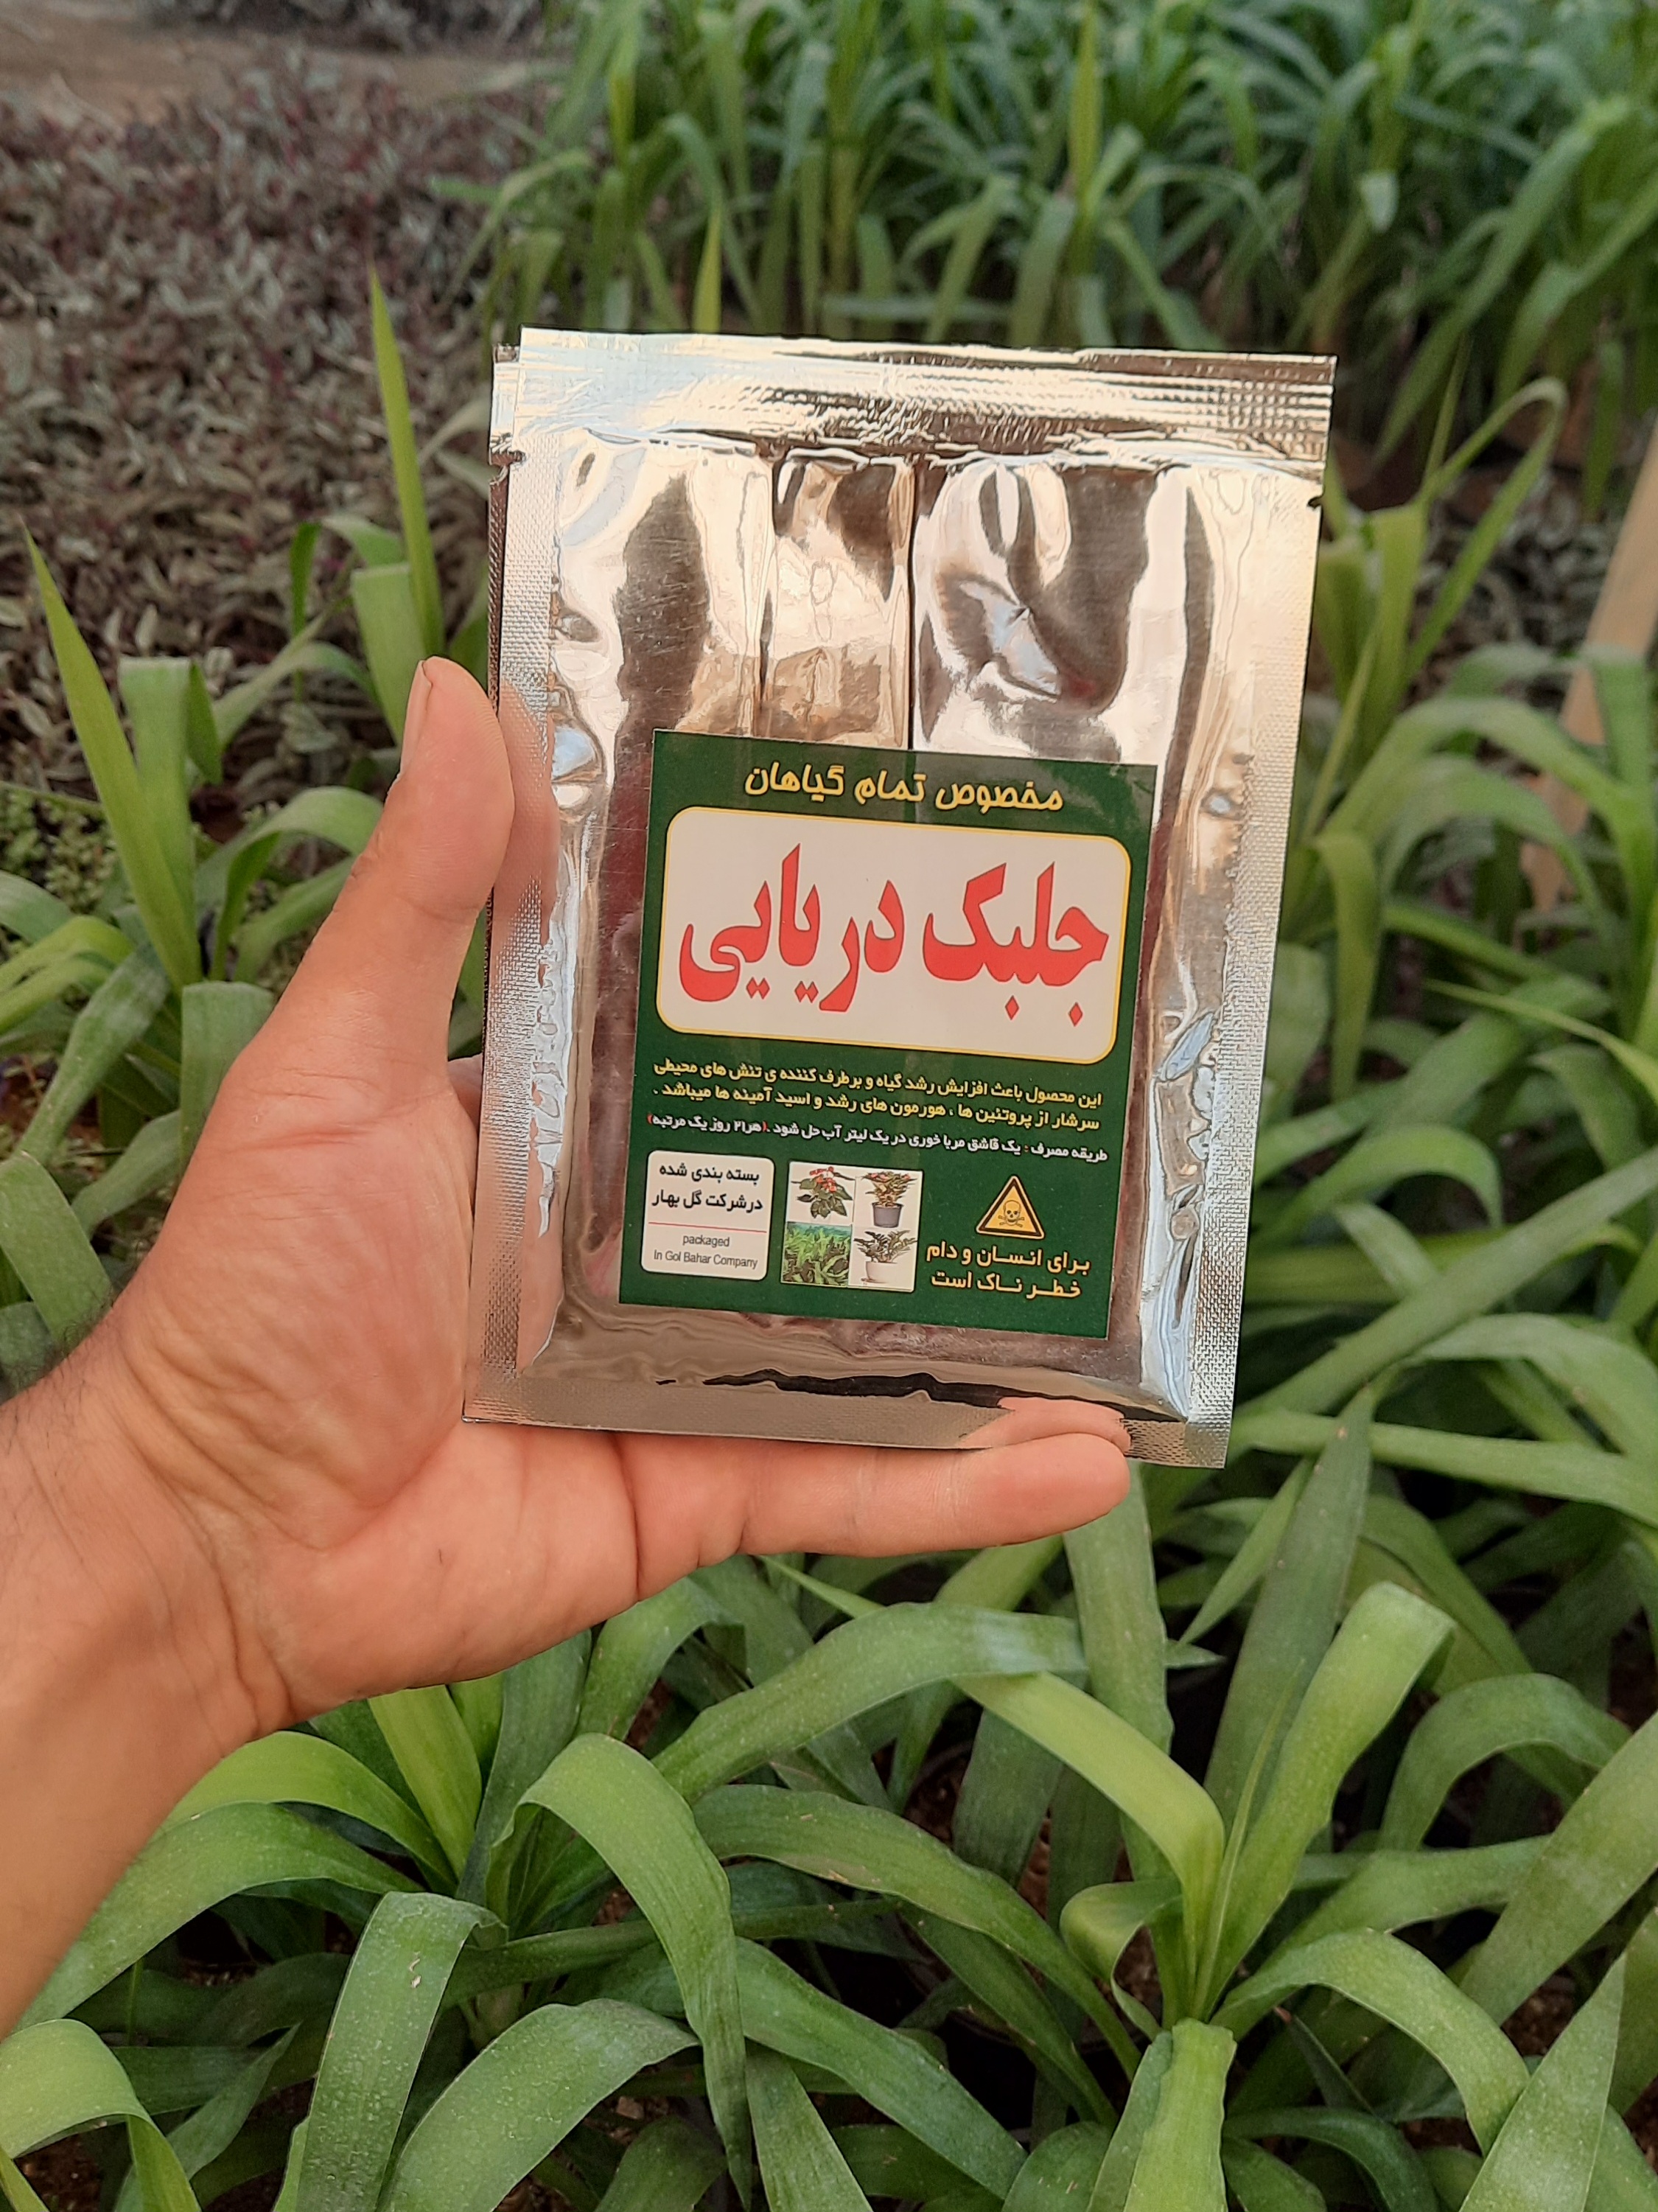 مخصوص تمام گیاهان
جلبک دریایی
این محصول باعث افزایش رشد گیاه و برطرف کننده ی تنش های محیطی
سرشار از پروتئین ها ، هورمون های رشد و اسید آمینه ها میباشد .
طریقه مصرف : یک قاشق مربا خوری در یک لیتر آب حل شود .(هر۲۱ روز یک مرتبه)
برای انسان و دام
خطر ناک است
بسته بندی شده
درشرکت گل بهار
packaged
In Gol Bahar Company